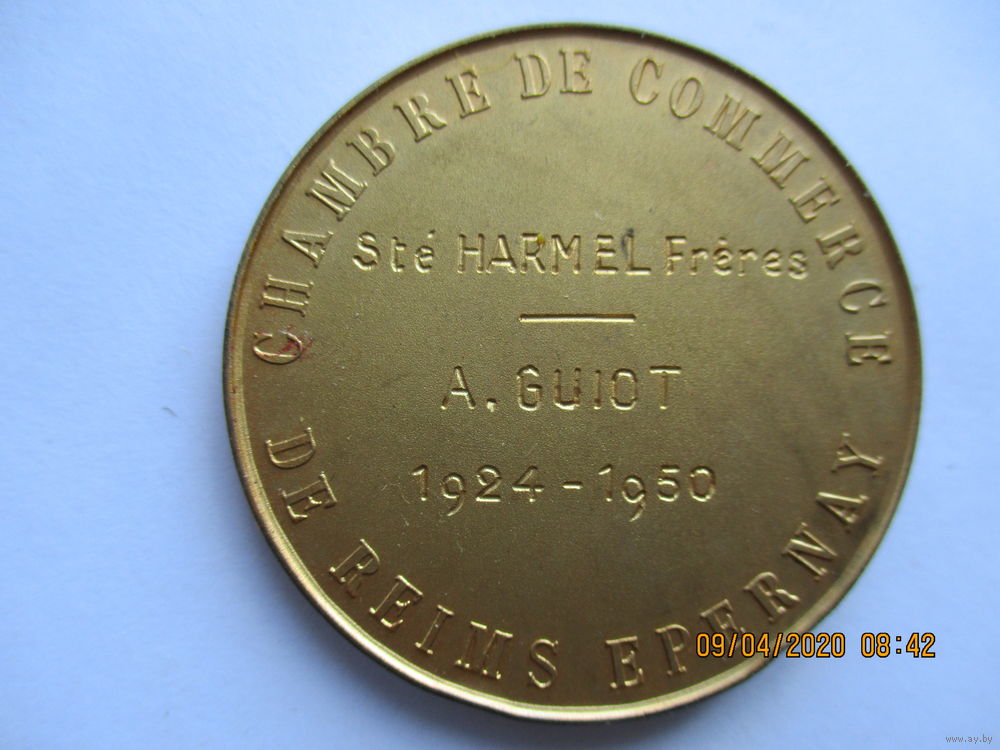 CHAMBRE DE COMMERCE
DE REIMS EPERNAY
Sté HARMEL Frères
A. GUIOT
1924-1950
09/04/2020 08:42
www.ay.by